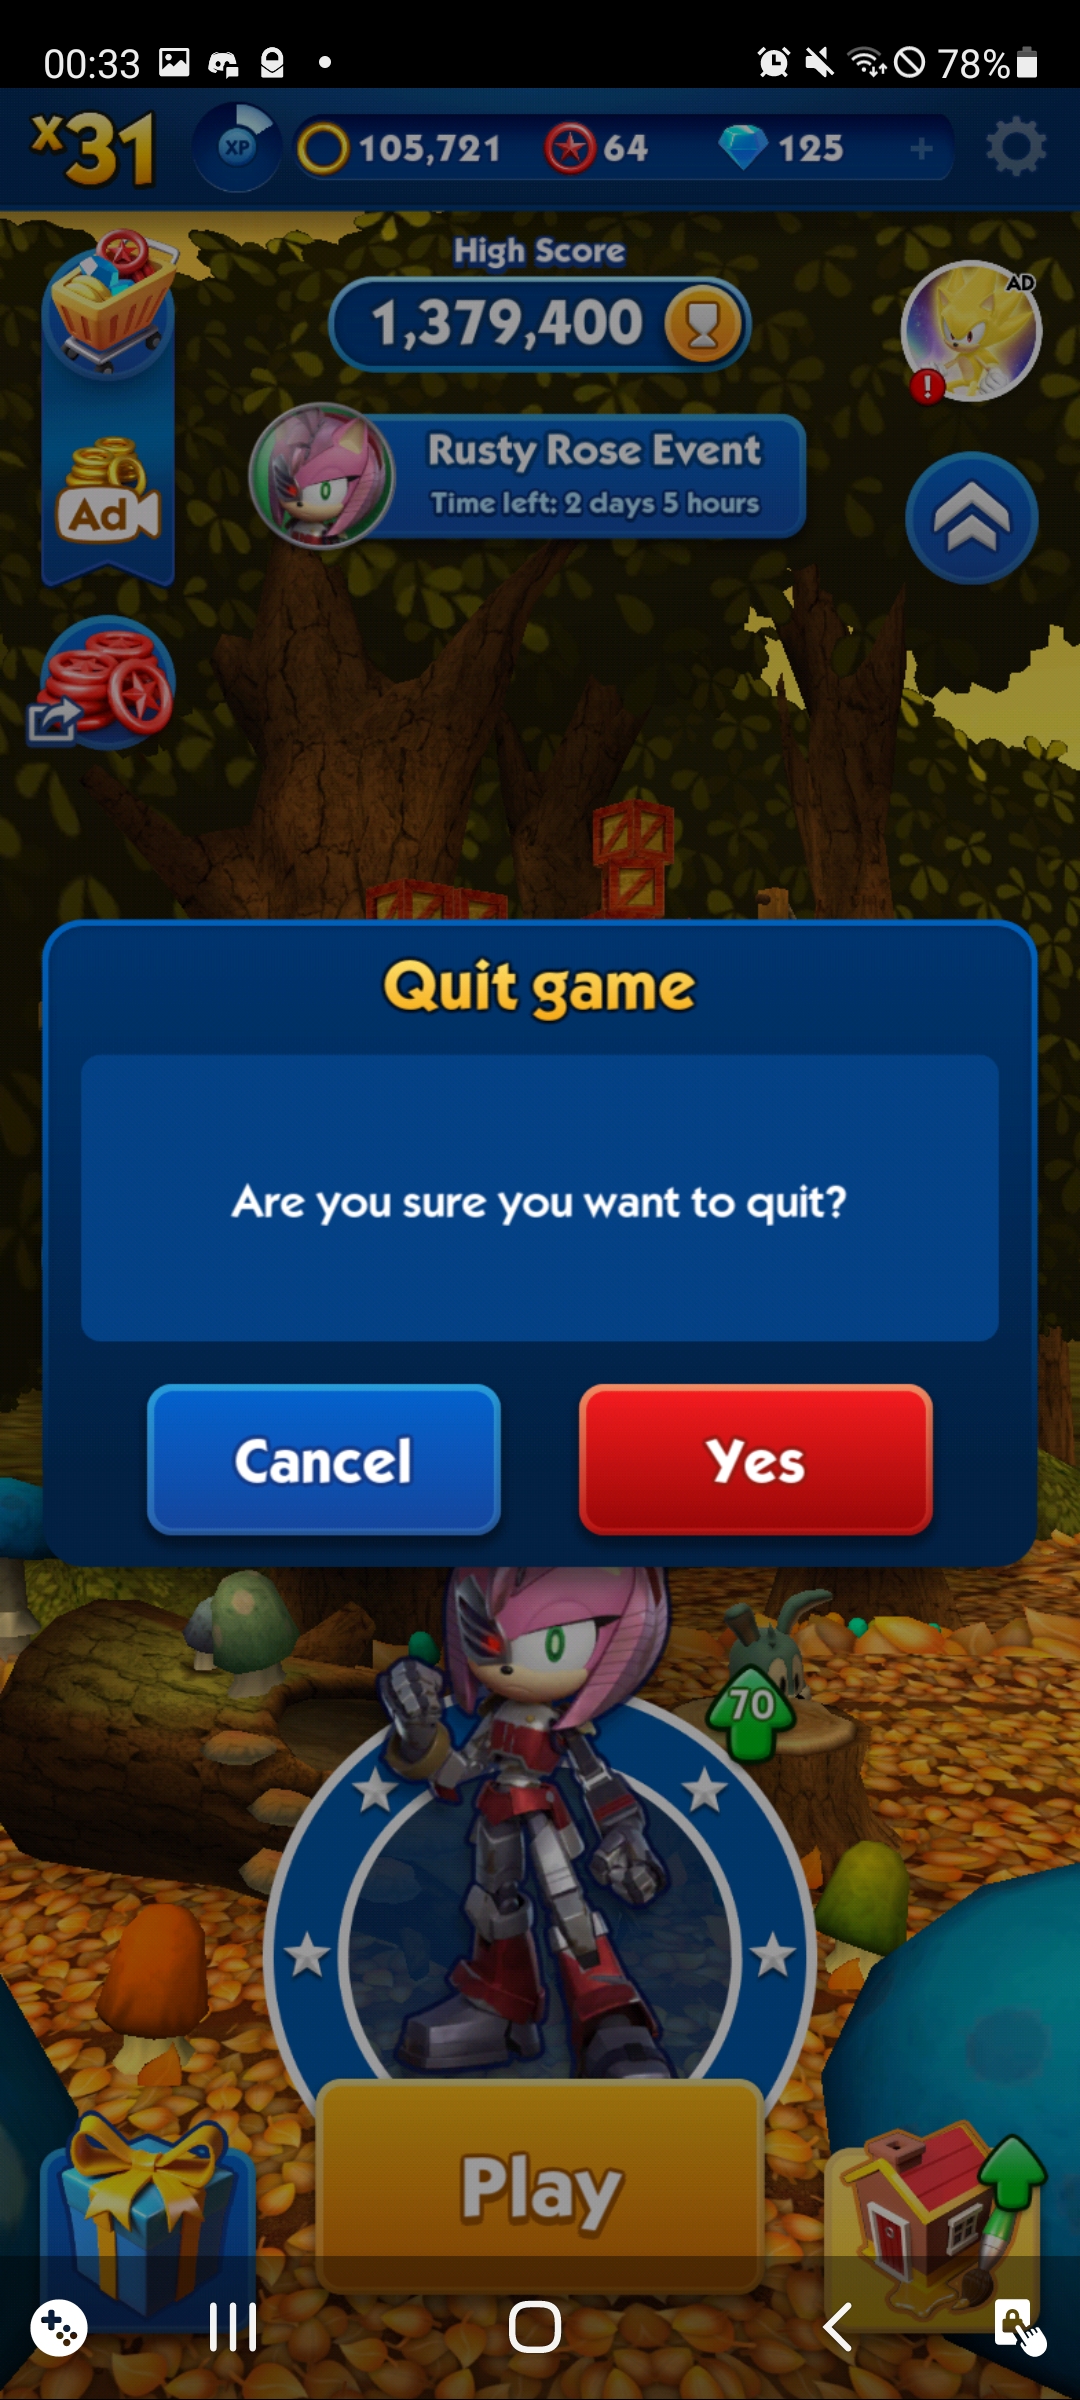 00:33 78%
x31 XP 105,721 64 125 +
High Score
1,379,400
AD
!
Rusty Rose Event
Time left: 2 days 5 hours
Ad
Quit game
Are you sure you want to quit?
Cancel Yes
70
Play